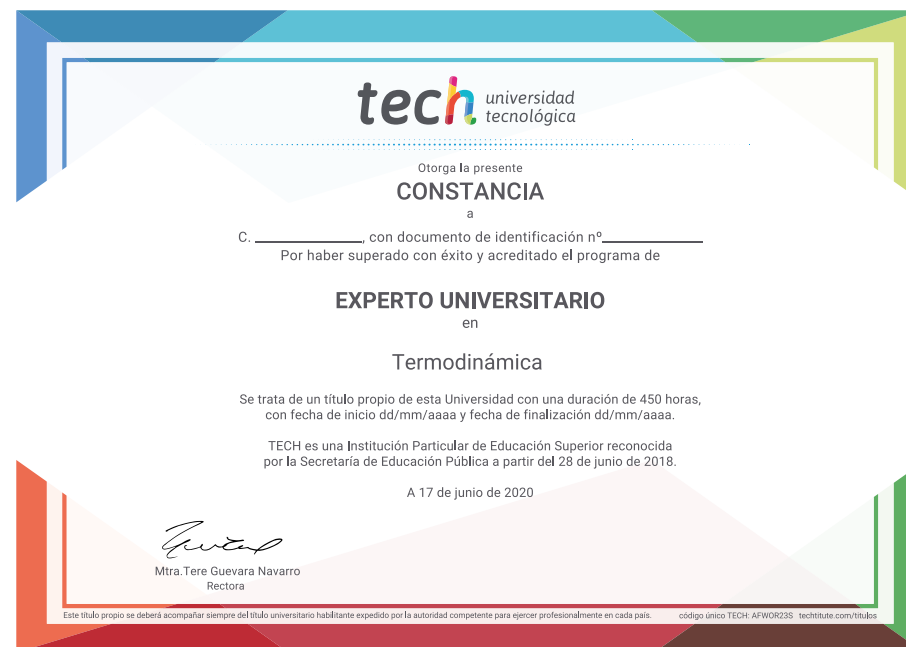 tech universidad
tecnológica
Otorga la presente
CONSTANCIA
a
C. ____________, con documento de identificación nº____________
Por haber superado con éxito y acreditado el programa de
EXPERTO UNIVERSITARIO
en
Termodinámica
Se trata de un título propio de esta Universidad con una duración de 450 horas,
con fecha de inicio dd/mm/aaaa y fecha de finalización dd/mm/aaaa.
TECH es una Institución Particular de Educación Superior reconocida
por la Secretaría de Educación Pública a partir del 28 de junio de 2018.
A 17 de junio de 2020
Mtra.Tere Guevara Navarro
Rectora
Este título propio se deberá acompañar siempre del título universitario habilitante expedido por la autoridad competente para ejercer profesionalmente en cada país. código único TECH: AFWOR23S techtitute.com/titulos